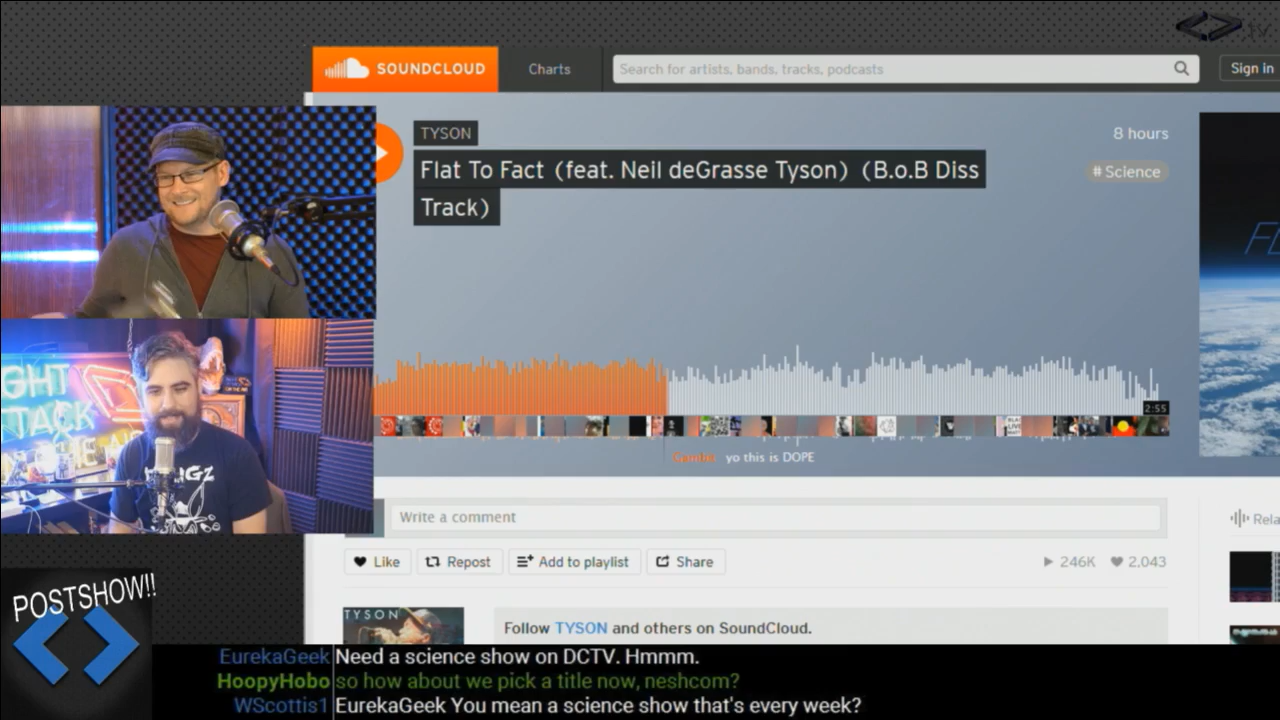 .tv
SOUNDCLOUD
Charts
Search for artists, bands, tracks, podcasts
Sign in
TYSON
8 hours
Flat To Fact (feat. Neil deGrasse Tyson) (B.o.B Diss
Track)
# Science
2:55
yo this is DOPE
Write a comment
Like
Repost
Add to playlist
Share
246K
2,043
Rela
TYSON
Follow TYSON and others on SoundCloud.
POSTSHOW!!
EurekaGeek Need a science show on DCTV. Hmmm.
HoopyHobo so how about we pick a title now, neshcom?
WScottis1 EurekaGeek You mean a science show that's every week?